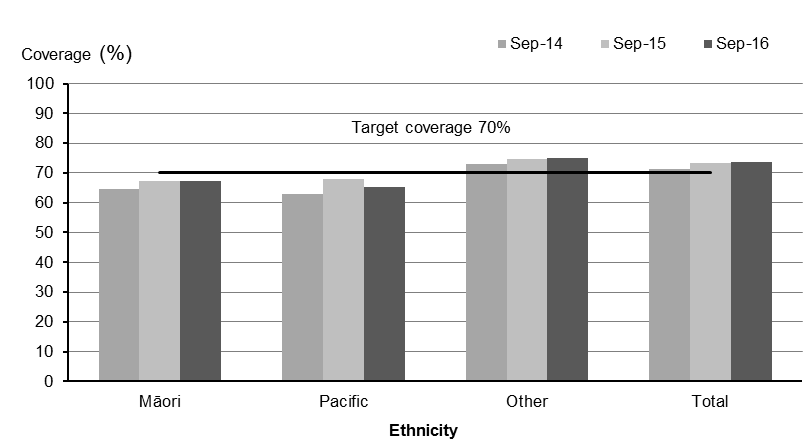 Sep-14 Sep-15 Sep-16
Coverage (%)
100
90
Target coverage 70%
80
70
60
50
40
30
20
10
0
Māori Pacific Other Total
Ethnicity